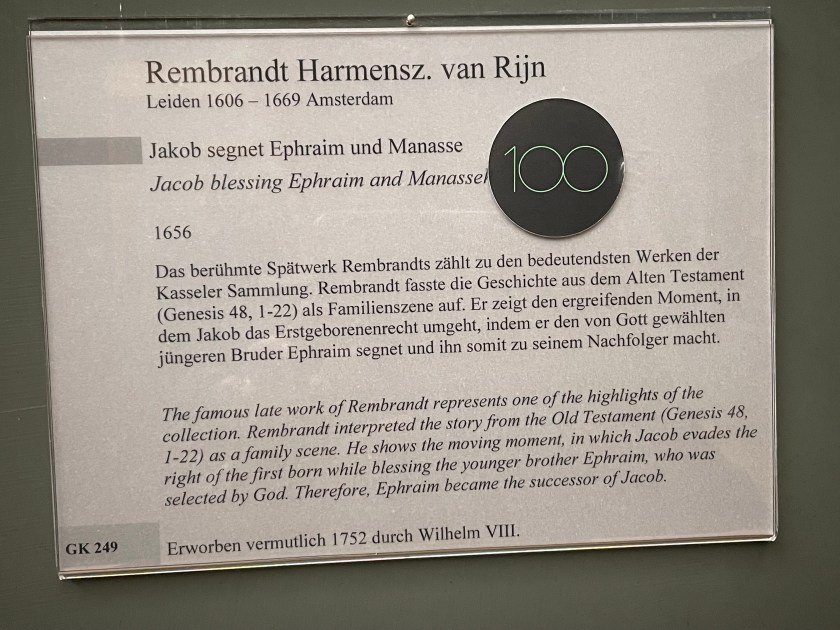 Rembrandt Harmensz. van Rijn
Leiden 1606 – 1669 Amsterdam
Jakob segnet Ephraim und Manasse
Jacob blessing Ephraim and Manasse
100
1656
Das berühmte Spätwerk Rembrandts zählt zu den bedeutendsten Werken der
Kasseler Sammlung. Rembrandt fasste die Geschichte aus dem Alten Testament
(Genesis 48, 1-22) als Familienszene auf. Er zeigt den ergreifenden Moment, in
dem Jakob das Erstgeborenenrecht umgeht, indem er den von Gott gewählten
jüngeren Bruder Ephraim segnet und ihn somit zu seinem Nachfolger macht.
The famous late work of Rembrandt represents one of the highlights of the
collection. Rembrandt interpreted the story from the Old Testament (Genesis 48,
1-22) as a family scene. He shows the moving moment, in which Jacob evades the
right of the first born while blessing the younger brother Ephraim, who was
selected by God. Therefore, Ephraim became the successor of Jacob.
GK 249
Erworben vermutlich 1752 durch Wilhelm VIII.